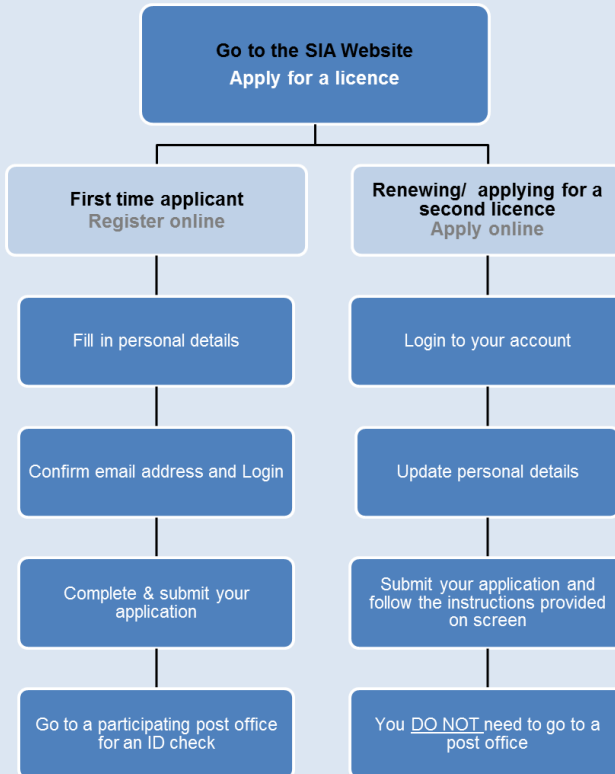 Go to the SIA Website
Apply for a licence
First time applicant
Register online
Fill in personal details
Confirm email address and Login
Complete & submit your
application
Go to a participating post office
for an ID check
Renewing/ applying for a
second licence
Apply online
Login to your account
Update personal details
Submit your application and
follow the instructions provided
on screen
You DO NOT need to go to a
post office